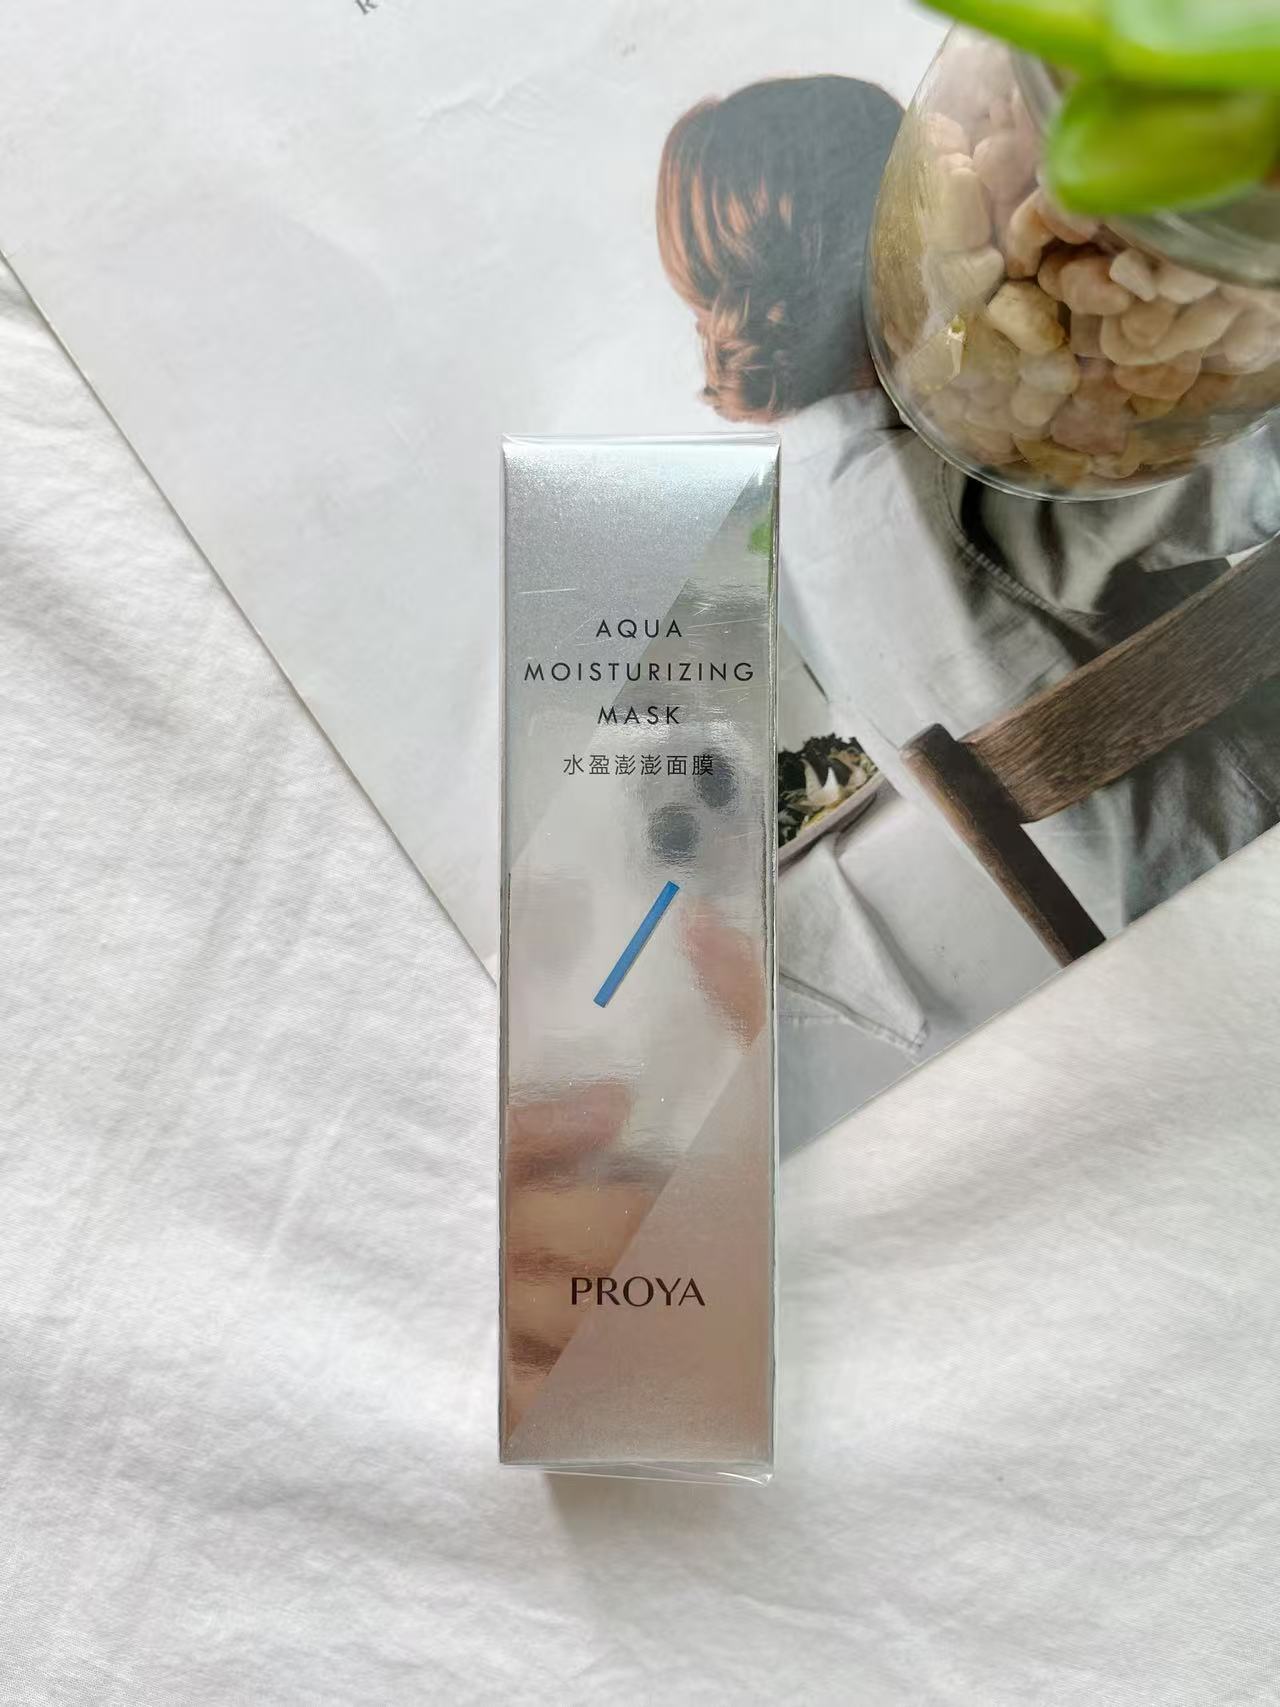 AQUA
MOISTURIZING
MASK
水盈澎澎面膜
PROYA